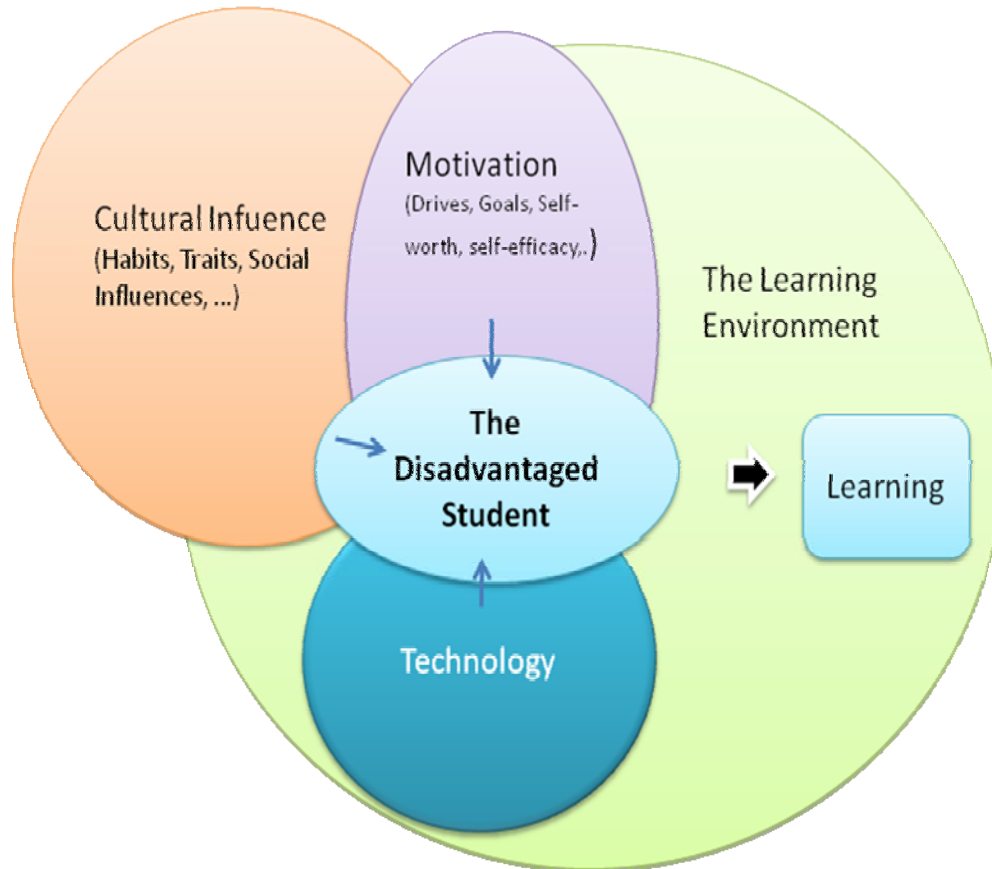 Cultural Infuence
(Habits, Traits, Social
Influences, ...)
Motivation
(Drives, Goals, Self-
worth, self-efficacy,.)
The Learning
Environment
The
Disadvantaged
Student
Learning
Technology